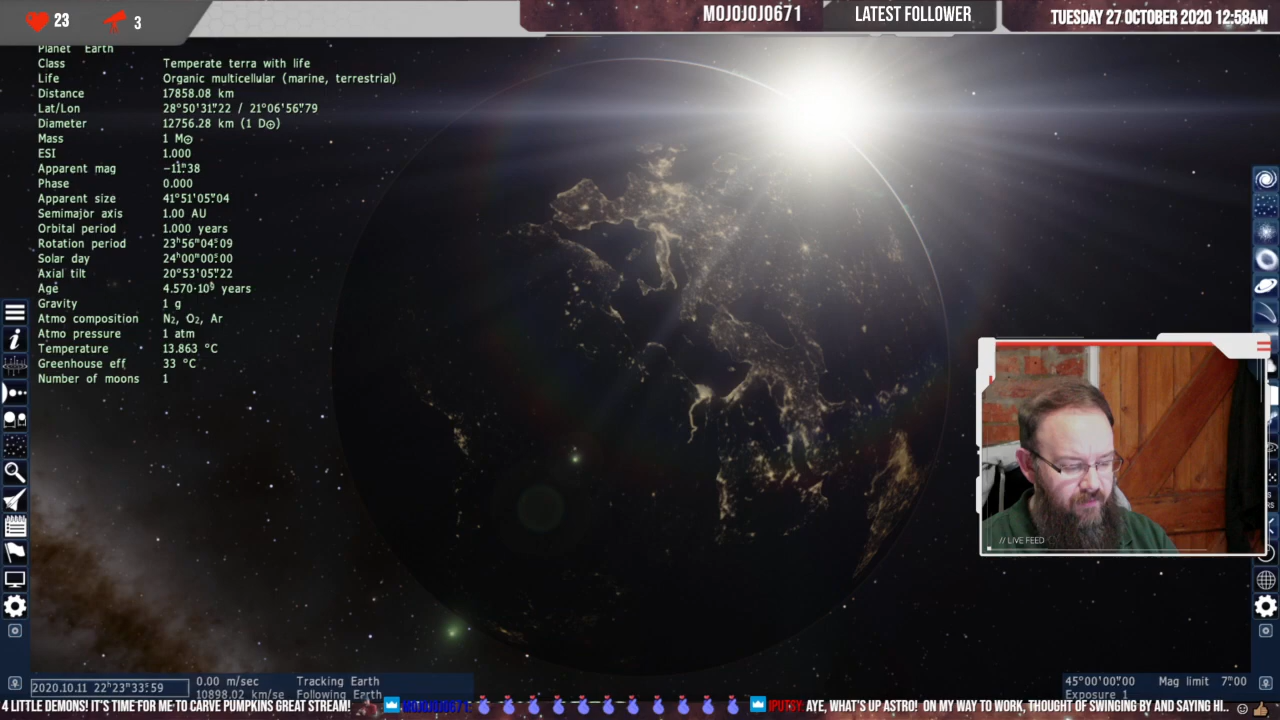 23
3
MOJOJOJO671
LATEST FOLLOWER
TUESDAY 27 OCTOBER 2020 12:58AM
Planet Earth
Class Temperate terra with life
Life Organic multicellular (marine, terrestrial)
Distance 17858.08 km
Lat/Lon 28°50'31."22 / 21°06'56."79
Diameter 12756.28 km (1 D⊕)
Mass 1 M⊕
ESI 1.000
Apparent mag -11.ᵐ38
Phase 0.000
Apparent size 41°51'05."04
Semimajor axis 1.00 AU
Orbital period 1.000 years
Rotation period 23ʰ56ᵐ04.ˢ09
Solar day 24ʰ00ᵐ00.ˢ00
Axial tilt 20°53'05."22
Age 4.570·10⁹ years
Gravity 1 g
Atmo composition N₂, O₂, Ar
Atmo pressure 1 atm
Temperature 13.863 °C
Greenhouse eff 33 °C
Number of moons 1
// LIVE FEED
2020.10.11 22ʰ23ᵐ33.ˢ59
0.00 m/sec Tracking Earth
10898.02 km/se Following Earth
45°00'00."00 Mag limit 7.ᵐ00
Exposure 1
4 LITTLE DEMONS! IT'S TIME FOR ME TO CARVE PUMPKINS GREAT STREAM! MOJOJOJO671 IPUTSY: AYE, WHAT'S UP ASTRO! ON MY WAY TO WORK, THOUGHT OF SWINGING BY AND SAYING HI..